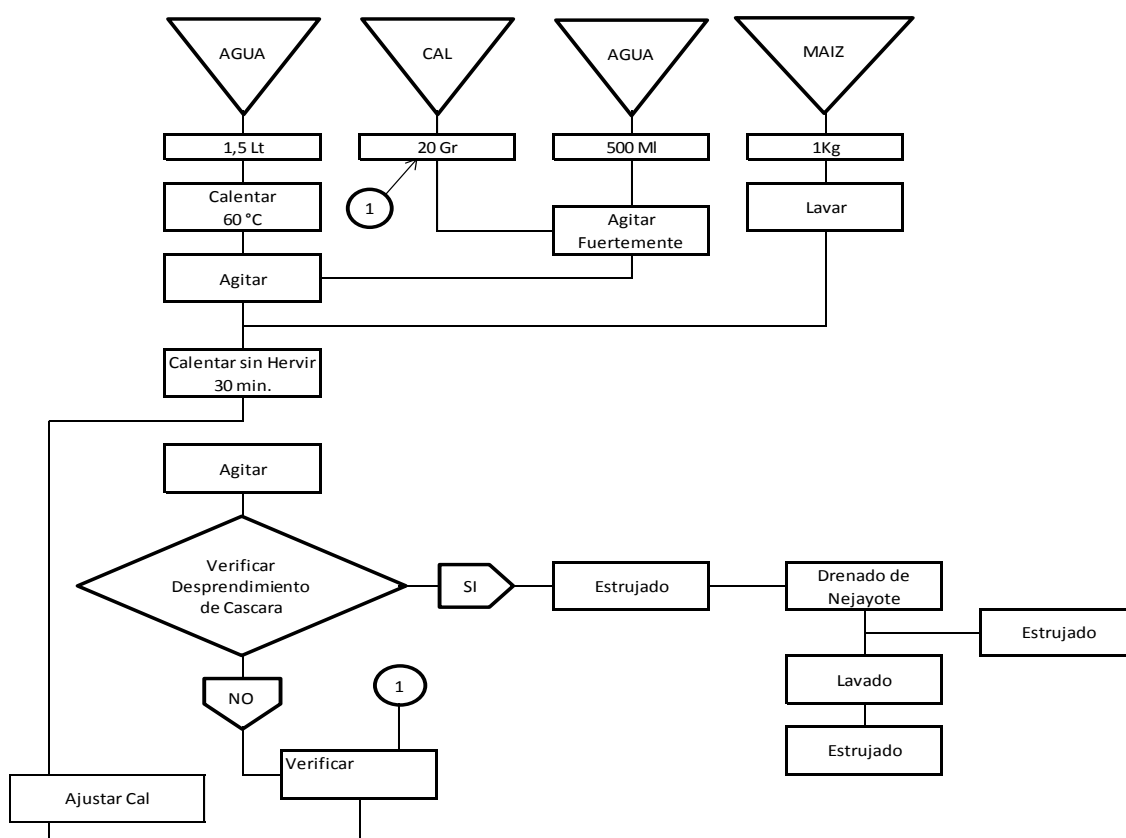 AGUA
CAL
AGUA
MAIZ
1,5 Lt
20 Gr
500 Ml
1Kg
Calentar
60 °C
1
Agitar
Fuertemente
Lavar
Agitar
Calentar sin Hervir
30 min.
Agitar
Verificar
Desprendimiento
de Cascara
SI
Estrujado
Drenado de
Nejayote
Estrujado
Lavado
NO
1
Estrujado
Verificar
Ajustar Cal